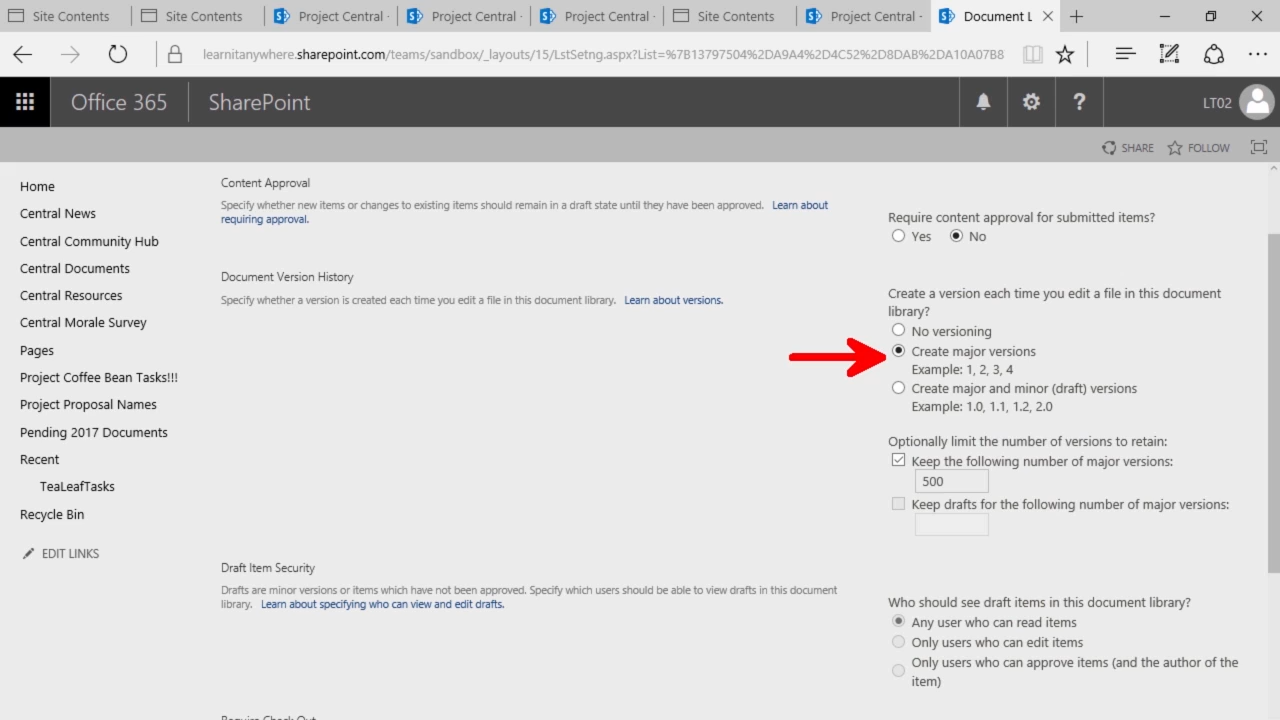 Site Contents
Site Contents
Project Central -
Project Central -
Project Central -
Site Contents
Project Central -
Document L
learnitanywhere.sharepoint.com/teams/sandbox/_layouts/15/LstSetng.aspx?List=%7B13797504%2DA9A4%2D4C52%2D8DAB%2DA10A07B8
Office 365
SharePoint
?
LT02
SHARE
FOLLOW
Home
Central News
Central Community Hub
Central Documents
Central Resources
Central Morale Survey
Pages
Project Coffee Bean Tasks!!!
Project Proposal Names
Pending 2017 Documents
Recent
TeaLeafTasks
Recycle Bin
EDIT LINKS
Content Approval
Specify whether new items or changes to existing items should remain in a draft state until they have been approved. Learn about
requiring approval.
Require content approval for submitted items?
Yes No
Document Version History
Specify whether a version is created each time you edit a file in this document library. Learn about versions.
Create a version each time you edit a file in this document
library?
No versioning
Create major versions
Example: 1, 2, 3, 4
Create major and minor (draft) versions
Example: 1.0, 1.1, 1.2, 2.0
Optionally limit the number of versions to retain:
Keep the following number of major versions:
500
Keep drafts for the following number of major versions:
Draft Item Security
Drafts are minor versions or items which have not been approved. Specify which users should be able to view drafts in this document
library. Learn about specifying who can view and edit drafts.
Who should see draft items in this document library?
Any user who can read items
Only users who can edit items
Only users who can approve items (and the author of the
item)
Require Check Out